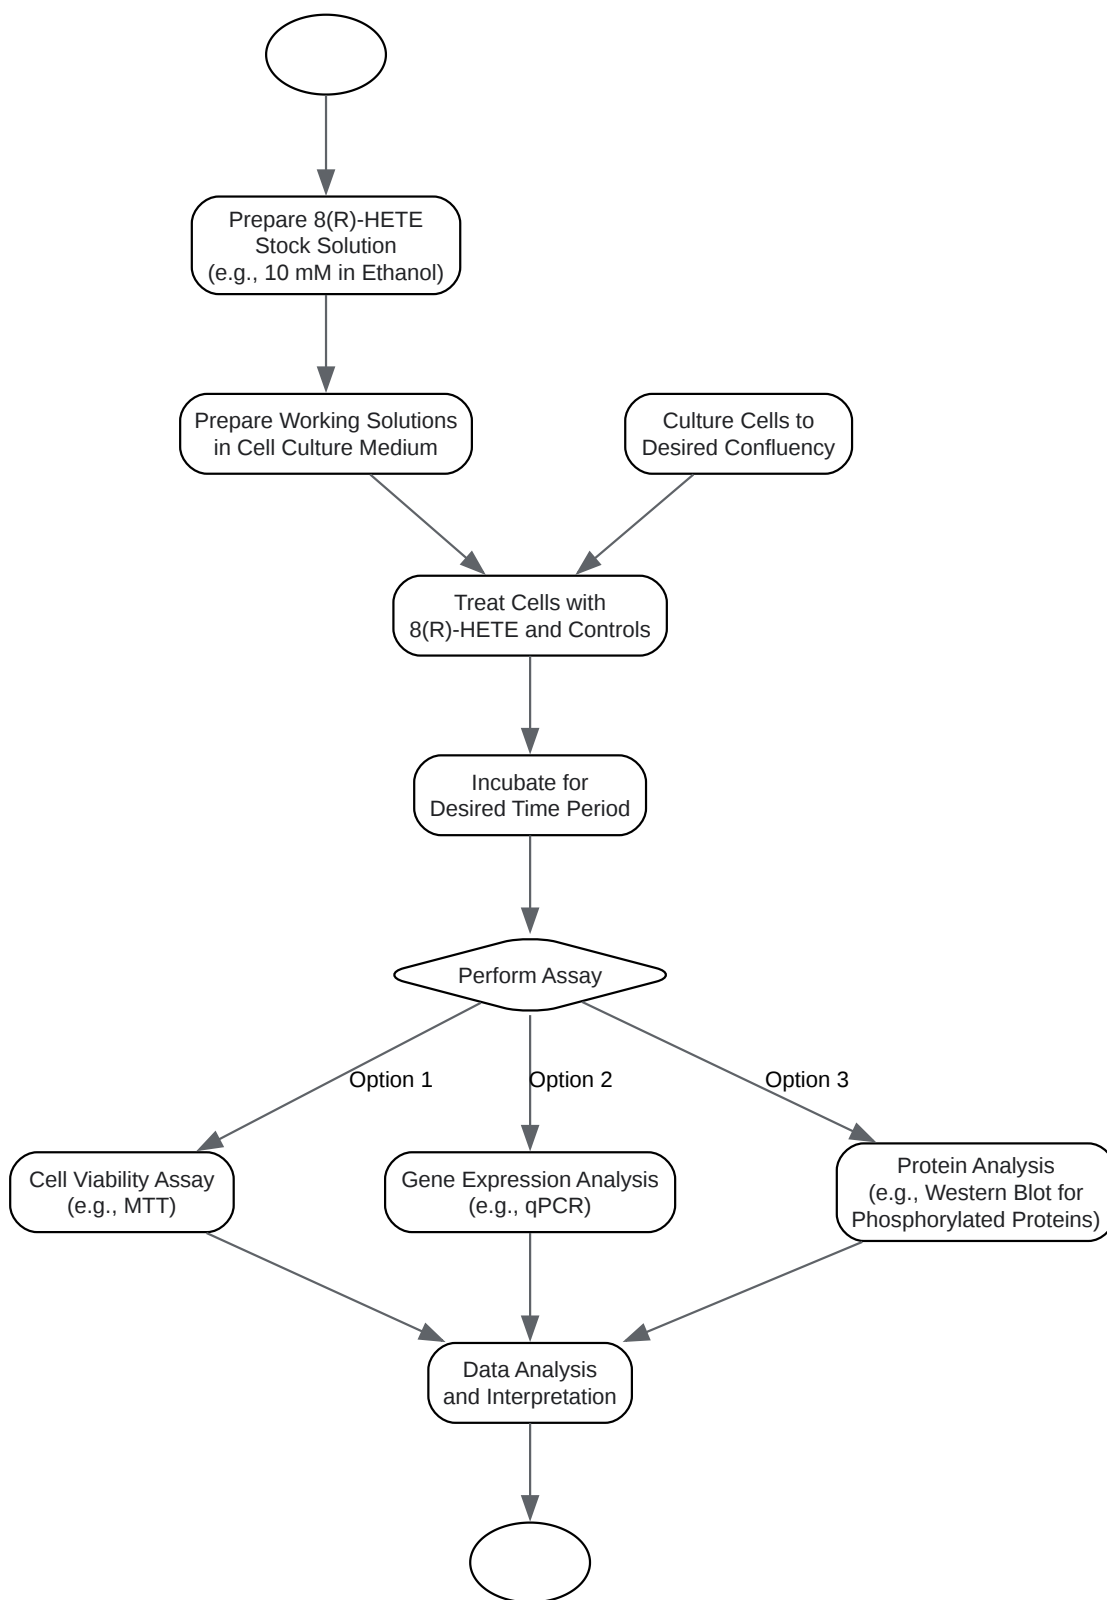 Prepare 8(R)-HETE
Stock Solution
(e.g., 10 mM in Ethanol)
Prepare Working Solutions
in Cell Culture Medium
Culture Cells to
Desired Confluency
Treat Cells with
8(R)-HETE and Controls
Incubate for
Desired Time Period
Perform Assay
Option 1
Option 2
Option 3
Cell Viability Assay
(e.g., MTT)
Gene Expression Analysis
(e.g., qPCR)
Protein Analysis
(e.g., Western Blot for
Phosphorylated Proteins)
Data Analysis
and Interpretation